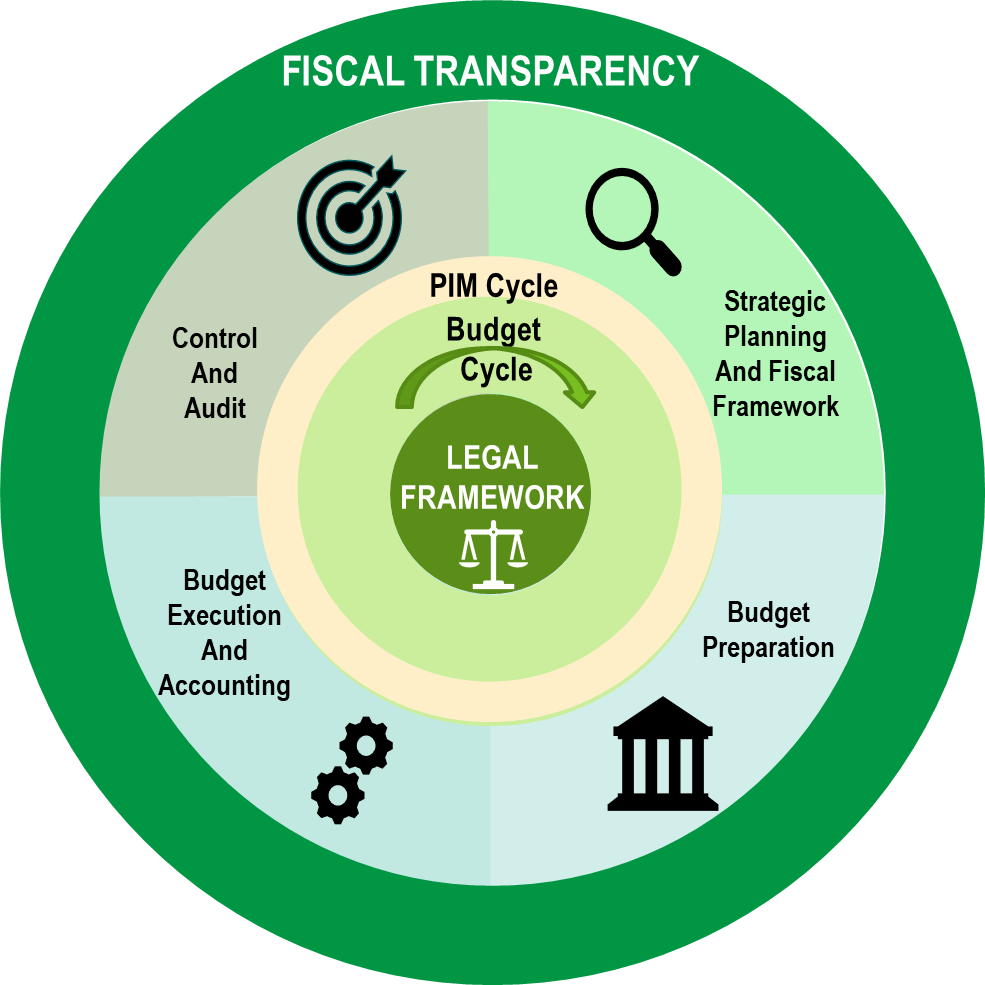 FISCAL TRANSPARENCY
PIM Cycle
Budget
Cycle
LEGAL
FRAMEWORK
Strategic
Planning
And Fiscal
Framework
Budget
Preparation
Budget
Execution
And
Accounting
Control
And
Audit